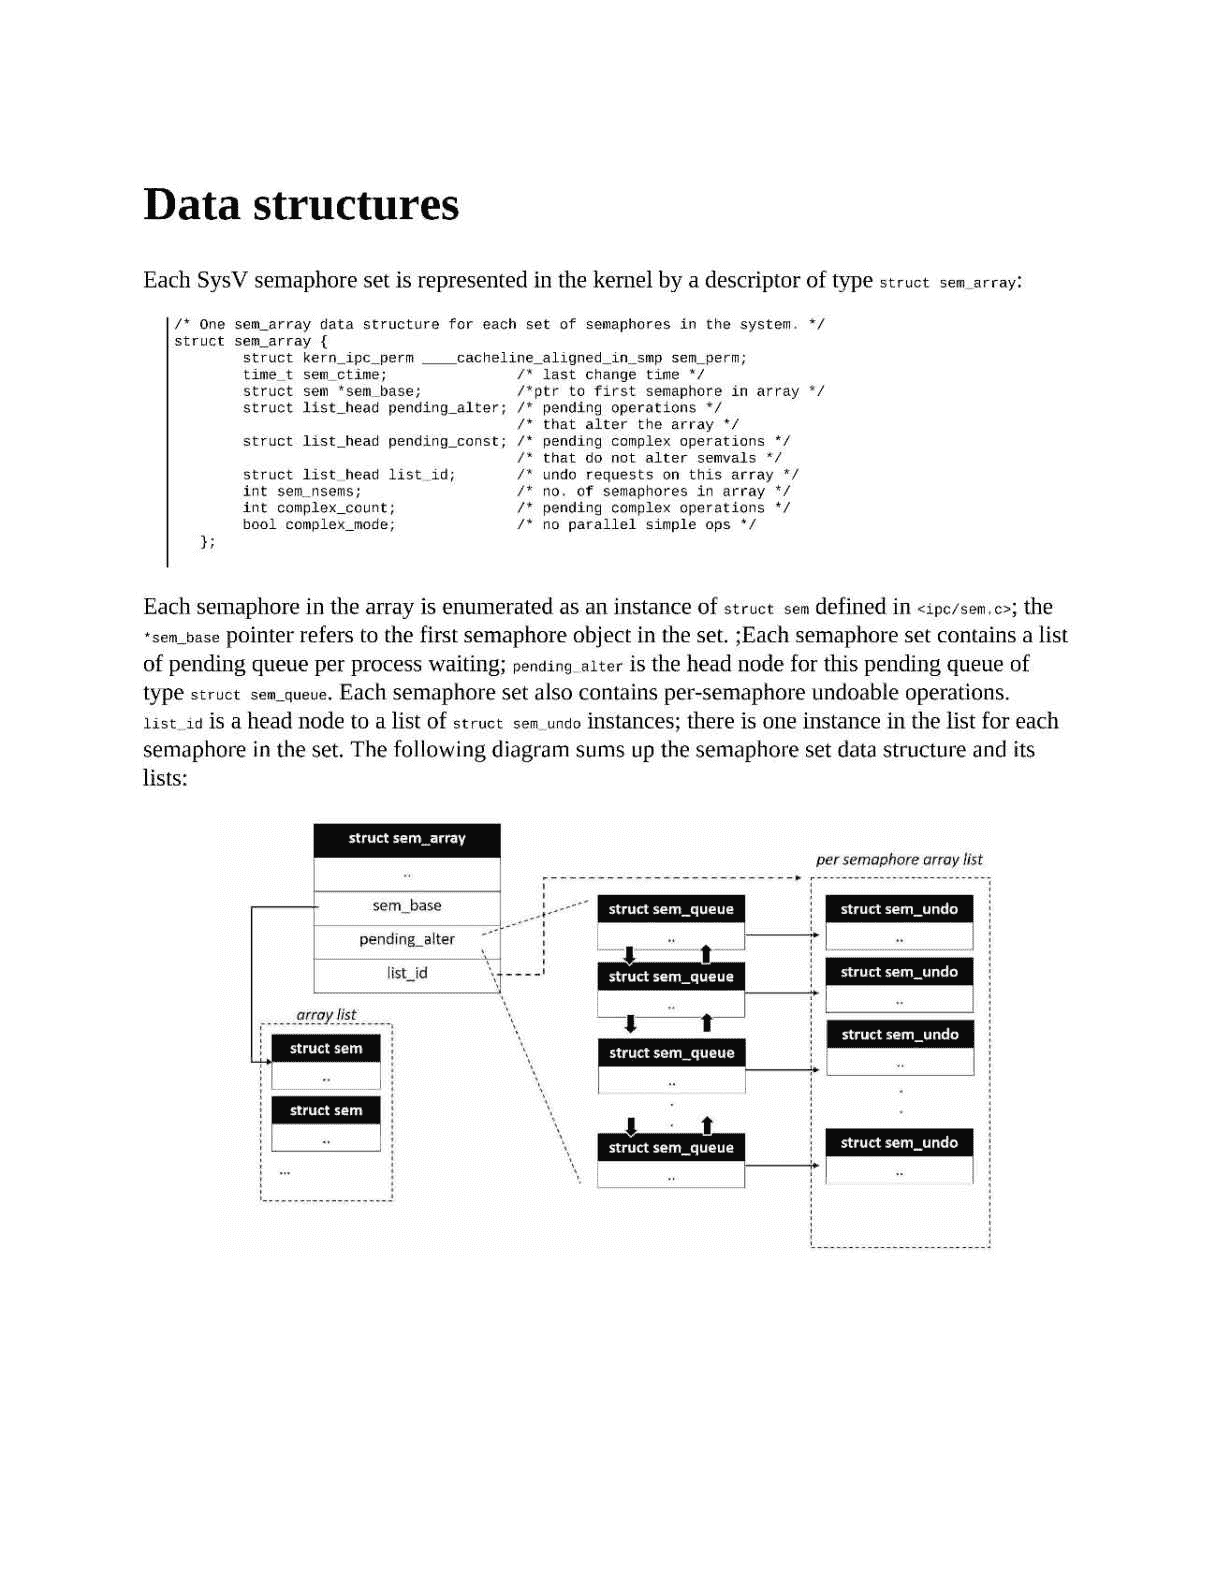 Data structures
Each SysV semaphore set is represented in the kernel by a descriptor of type struct sem_array:
/* One sem_array data structure for each set of semaphores in the system. */
struct sem_array {
struct kern_ipc_perm ____cacheline_aligned_in_smp sem_perm;
time_t sem_ctime; /* last change time */
struct sem *sem_base; /*ptr to first semaphore in array */
struct list_head pending_alter; /* pending operations */
/* that alter the array */
struct list_head pending_const; /* pending complex operations */
/* that do not alter semvals */
struct list_head list_id; /* undo requests on this array */
int sem_nsems; /* no. of semaphores in array */
int complex_count; /* pending complex operations */
bool complex_mode; /* no parallel simple ops */
};
Each semaphore in the array is enumerated as an instance of struct sem defined in <ipc/sem.c>; the
*sem_base pointer refers to the first semaphore object in the set. ;Each semaphore set contains a list
of pending queue per process waiting; pending_alter is the head node for this pending queue of
type struct sem_queue. Each semaphore set also contains per-semaphore undoable operations.
list_id is a head node to a list of struct sem_undo instances; there is one instance in the list for each
semaphore in the set. The following diagram sums up the semaphore set data structure and its
lists:
struct sem_array
..
sem_base
pending_alter
list_id
array list
struct sem
..
struct sem
..
...
struct sem_queue
..
struct sem_queue
..
struct sem_queue
..
.
.
struct sem_queue
..
per semaphore array list
struct sem_undo
..
struct sem_undo
..
struct sem_undo
..
.
.
struct sem_undo
..